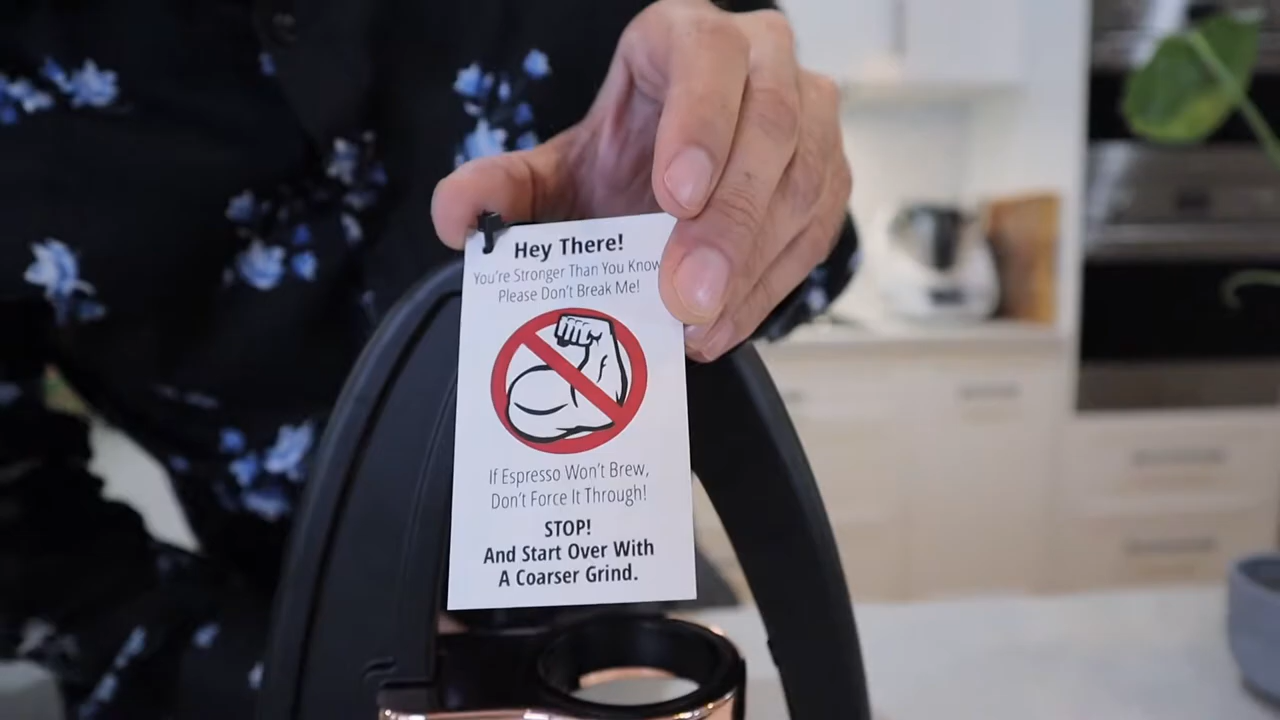 Hey There!
You're Stronger Than You Know
Please Don't Break Me!
If Espresso Won't Brew,
Don't Force It Through!
STOP!
And Start Over With
A Coarser Grind.